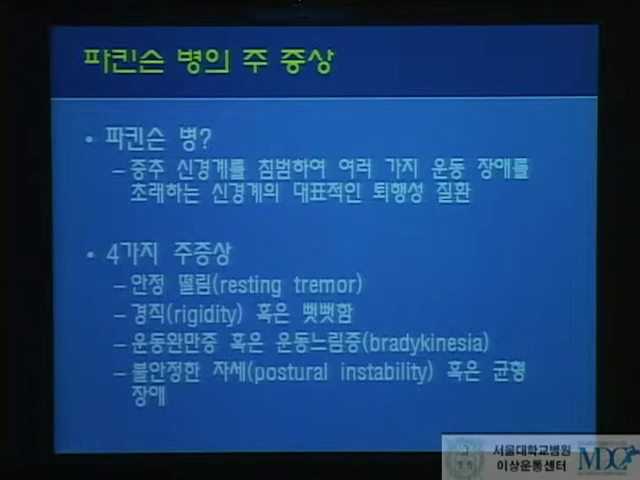 파킨슨 병의 주 증상
• 파킨슨 병?
– 중추 신경계를 침범하여 여러 가지 운동 장애를
초래하는 신경계의 대표적인 퇴행성 질환
• 4가지 주증상
– 안정 떨림(resting tremor)
– 경직(rigidity) 혹은 뻣뻣함
– 운동완만증 혹은 운동느림증(bradykinesia)
– 불안정한 자세(postural instability) 혹은 균형
장애
서울대학교병원
이상운동센터
MDC